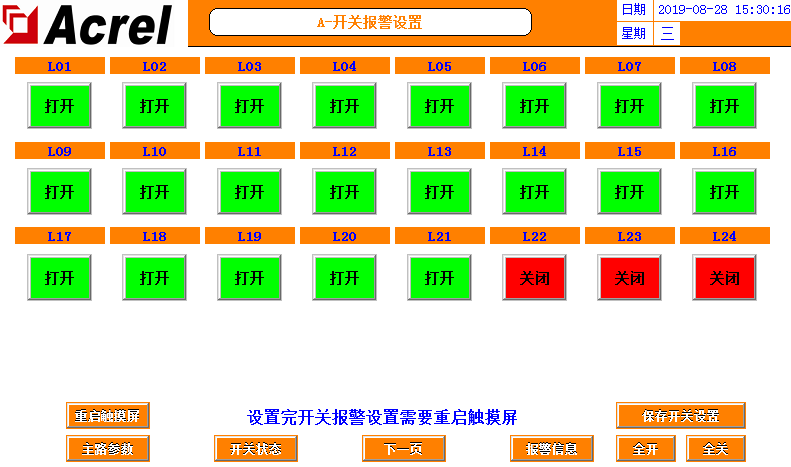 Acrel
A-开关报警设置
日期 2019-08-28 15:30:16
星期 三
L01 L02 L03 L04 L05 L06 L07 L08
打开 打开 打开 打开 打开 打开 打开 打开
L09 L10 L11 L12 L13 L14 L15 L16
打开 打开 打开 打开 打开 打开 打开 打开
L17 L18 L19 L20 L21 L22 L23 L24
打开 打开 打开 打开 打开 关闭 关闭 关闭
重启触摸屏 设置完开关报警设置需要重启触摸屏 保存开关设置
主路参数 开关状态 下一页 报警信息 全开 全关